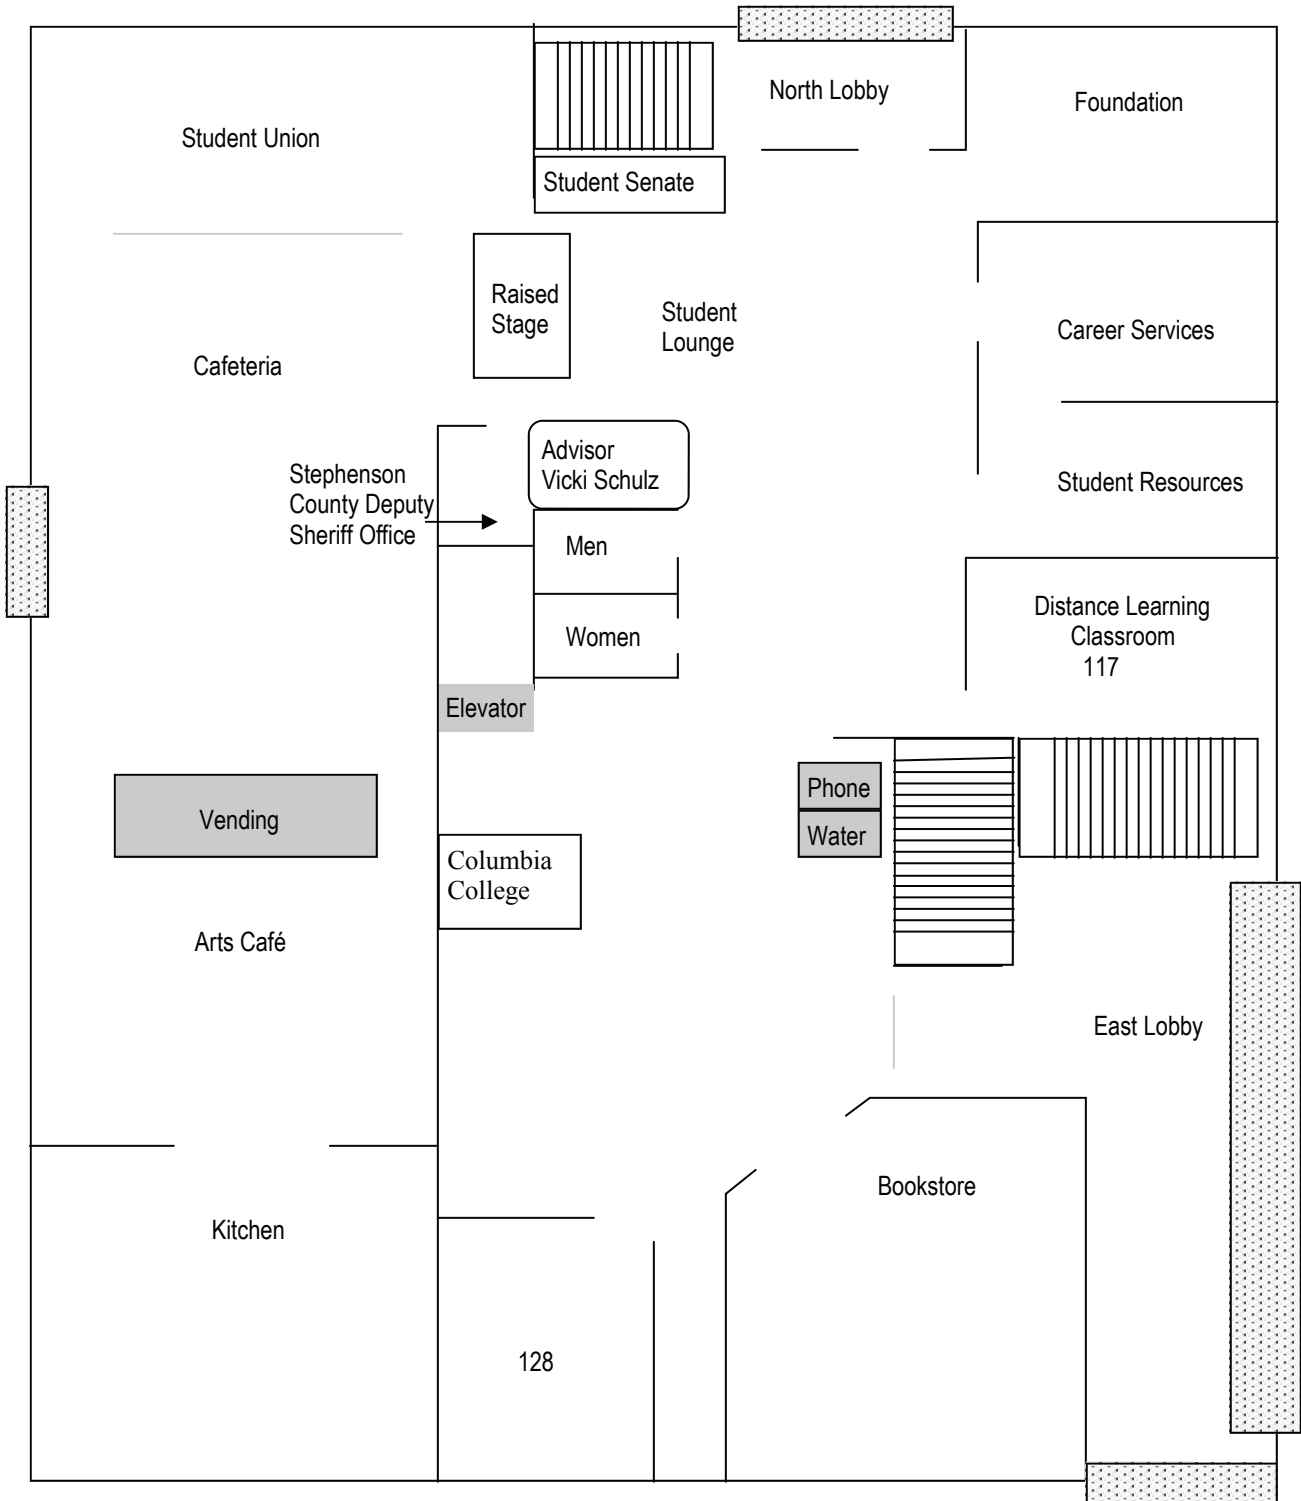 North Lobby
Foundation
Student Union
Student Senate
Raised
Stage
Student
Lounge
Career Services
Cafeteria
Advisor
Vicki Schulz
Stephenson
County Deputy
Sheriff Office
Student Resources
Men
Distance Learning
Classroom
117
Women
Elevator
Phone
Vending
Water
Columbia
College
Arts Café
East Lobby
Bookstore
Kitchen
128